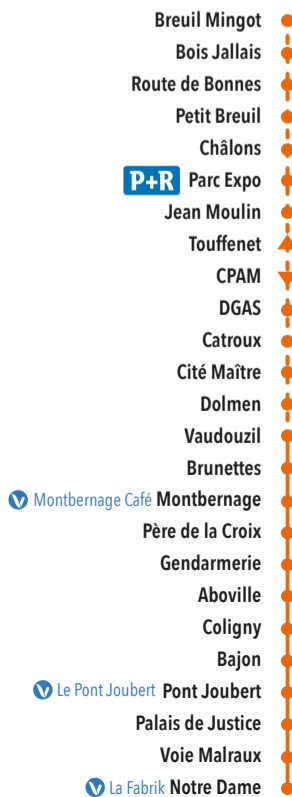 Breuil Mingot
Bois Jallais
Route de Bonnes
Petit Breuil
Châlons
P+R Parc Expo
Jean Moulin
Touffenet
CPAM
DGAS
Catroux
Cité Maître
Dolmen
Vaudouzil
Brunettes
V Montbernage Café Montbernage
Père de la Croix
Gendarmerie
Aboville
Coligny
Bajon
V Le Pont Joubert Pont Joubert
Palais de Justice
Voie Malraux
V La Fabrik Notre Dame